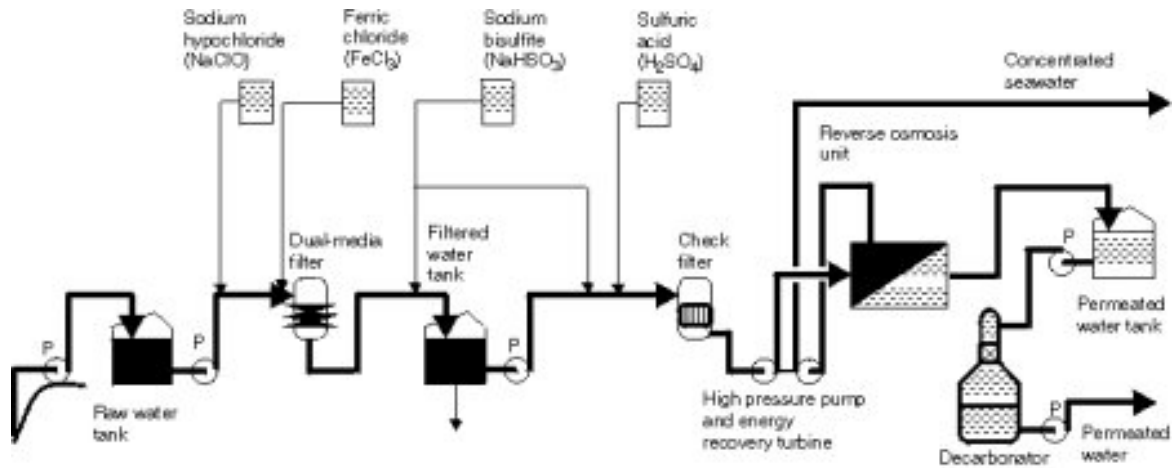 Sodium
hypochloride
(NaClO)
Ferric
chloride
(FeCl₃)
Sodium
bisulfite
(NaHSO₃)
Sulfuric
acid
(H₂SO₄)
Concentrated
seawater
Reverse osmosis
unit
Dual-media
filter
Filtered
water
tank
Check
filter
P
P
P
P
P
Raw water
tank
High pressure pump
and energy
recovery turbine
Permeated
water tank
Decarbonator
Permeated
water